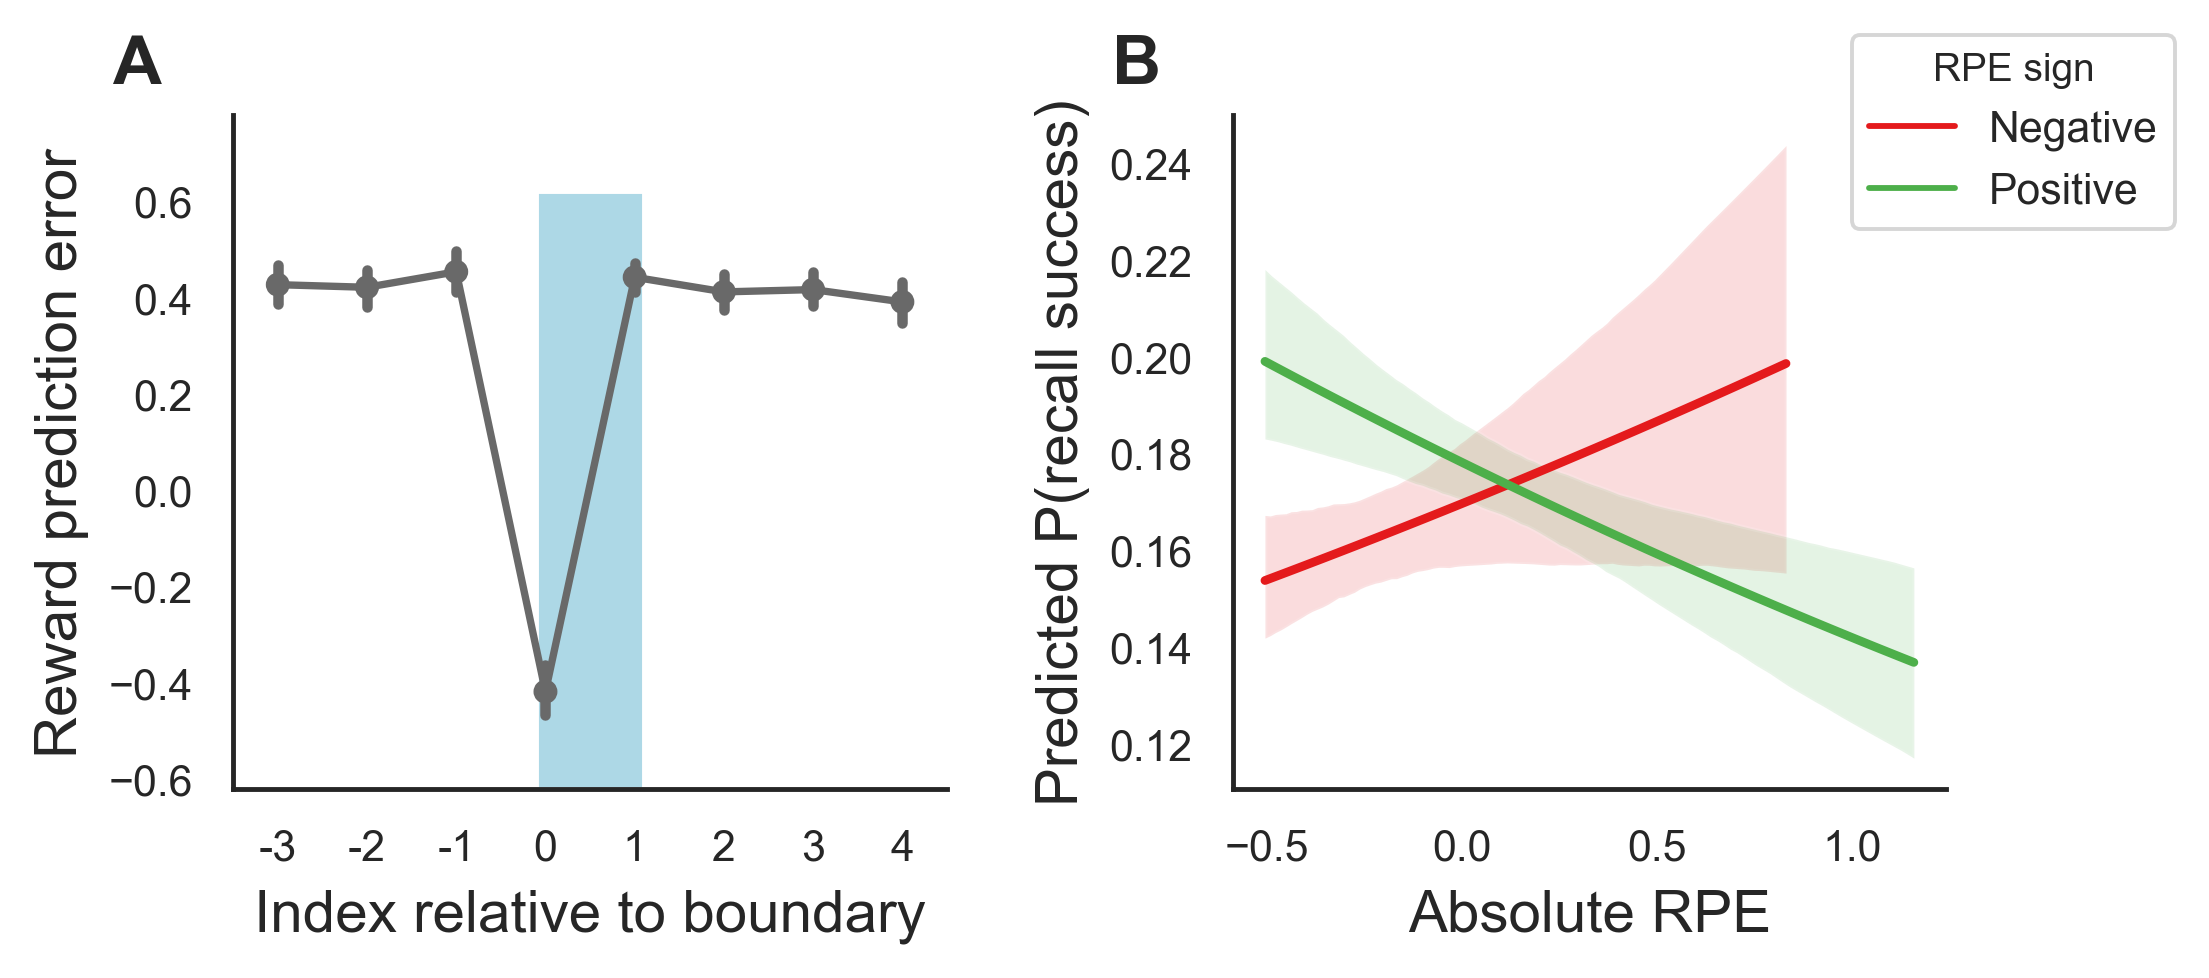 A
Reward prediction error
0.6
0.4
0.2
0.0
−0.2
−0.4
−0.6
-3 -2 -1 0 1 2 3 4
Index relative to boundary
B
Predicted P(recall success)
0.24
0.22
0.20
0.18
0.16
0.14
0.12
−0.5 0.0 0.5 1.0
Absolute RPE
RPE sign
Negative
Positive